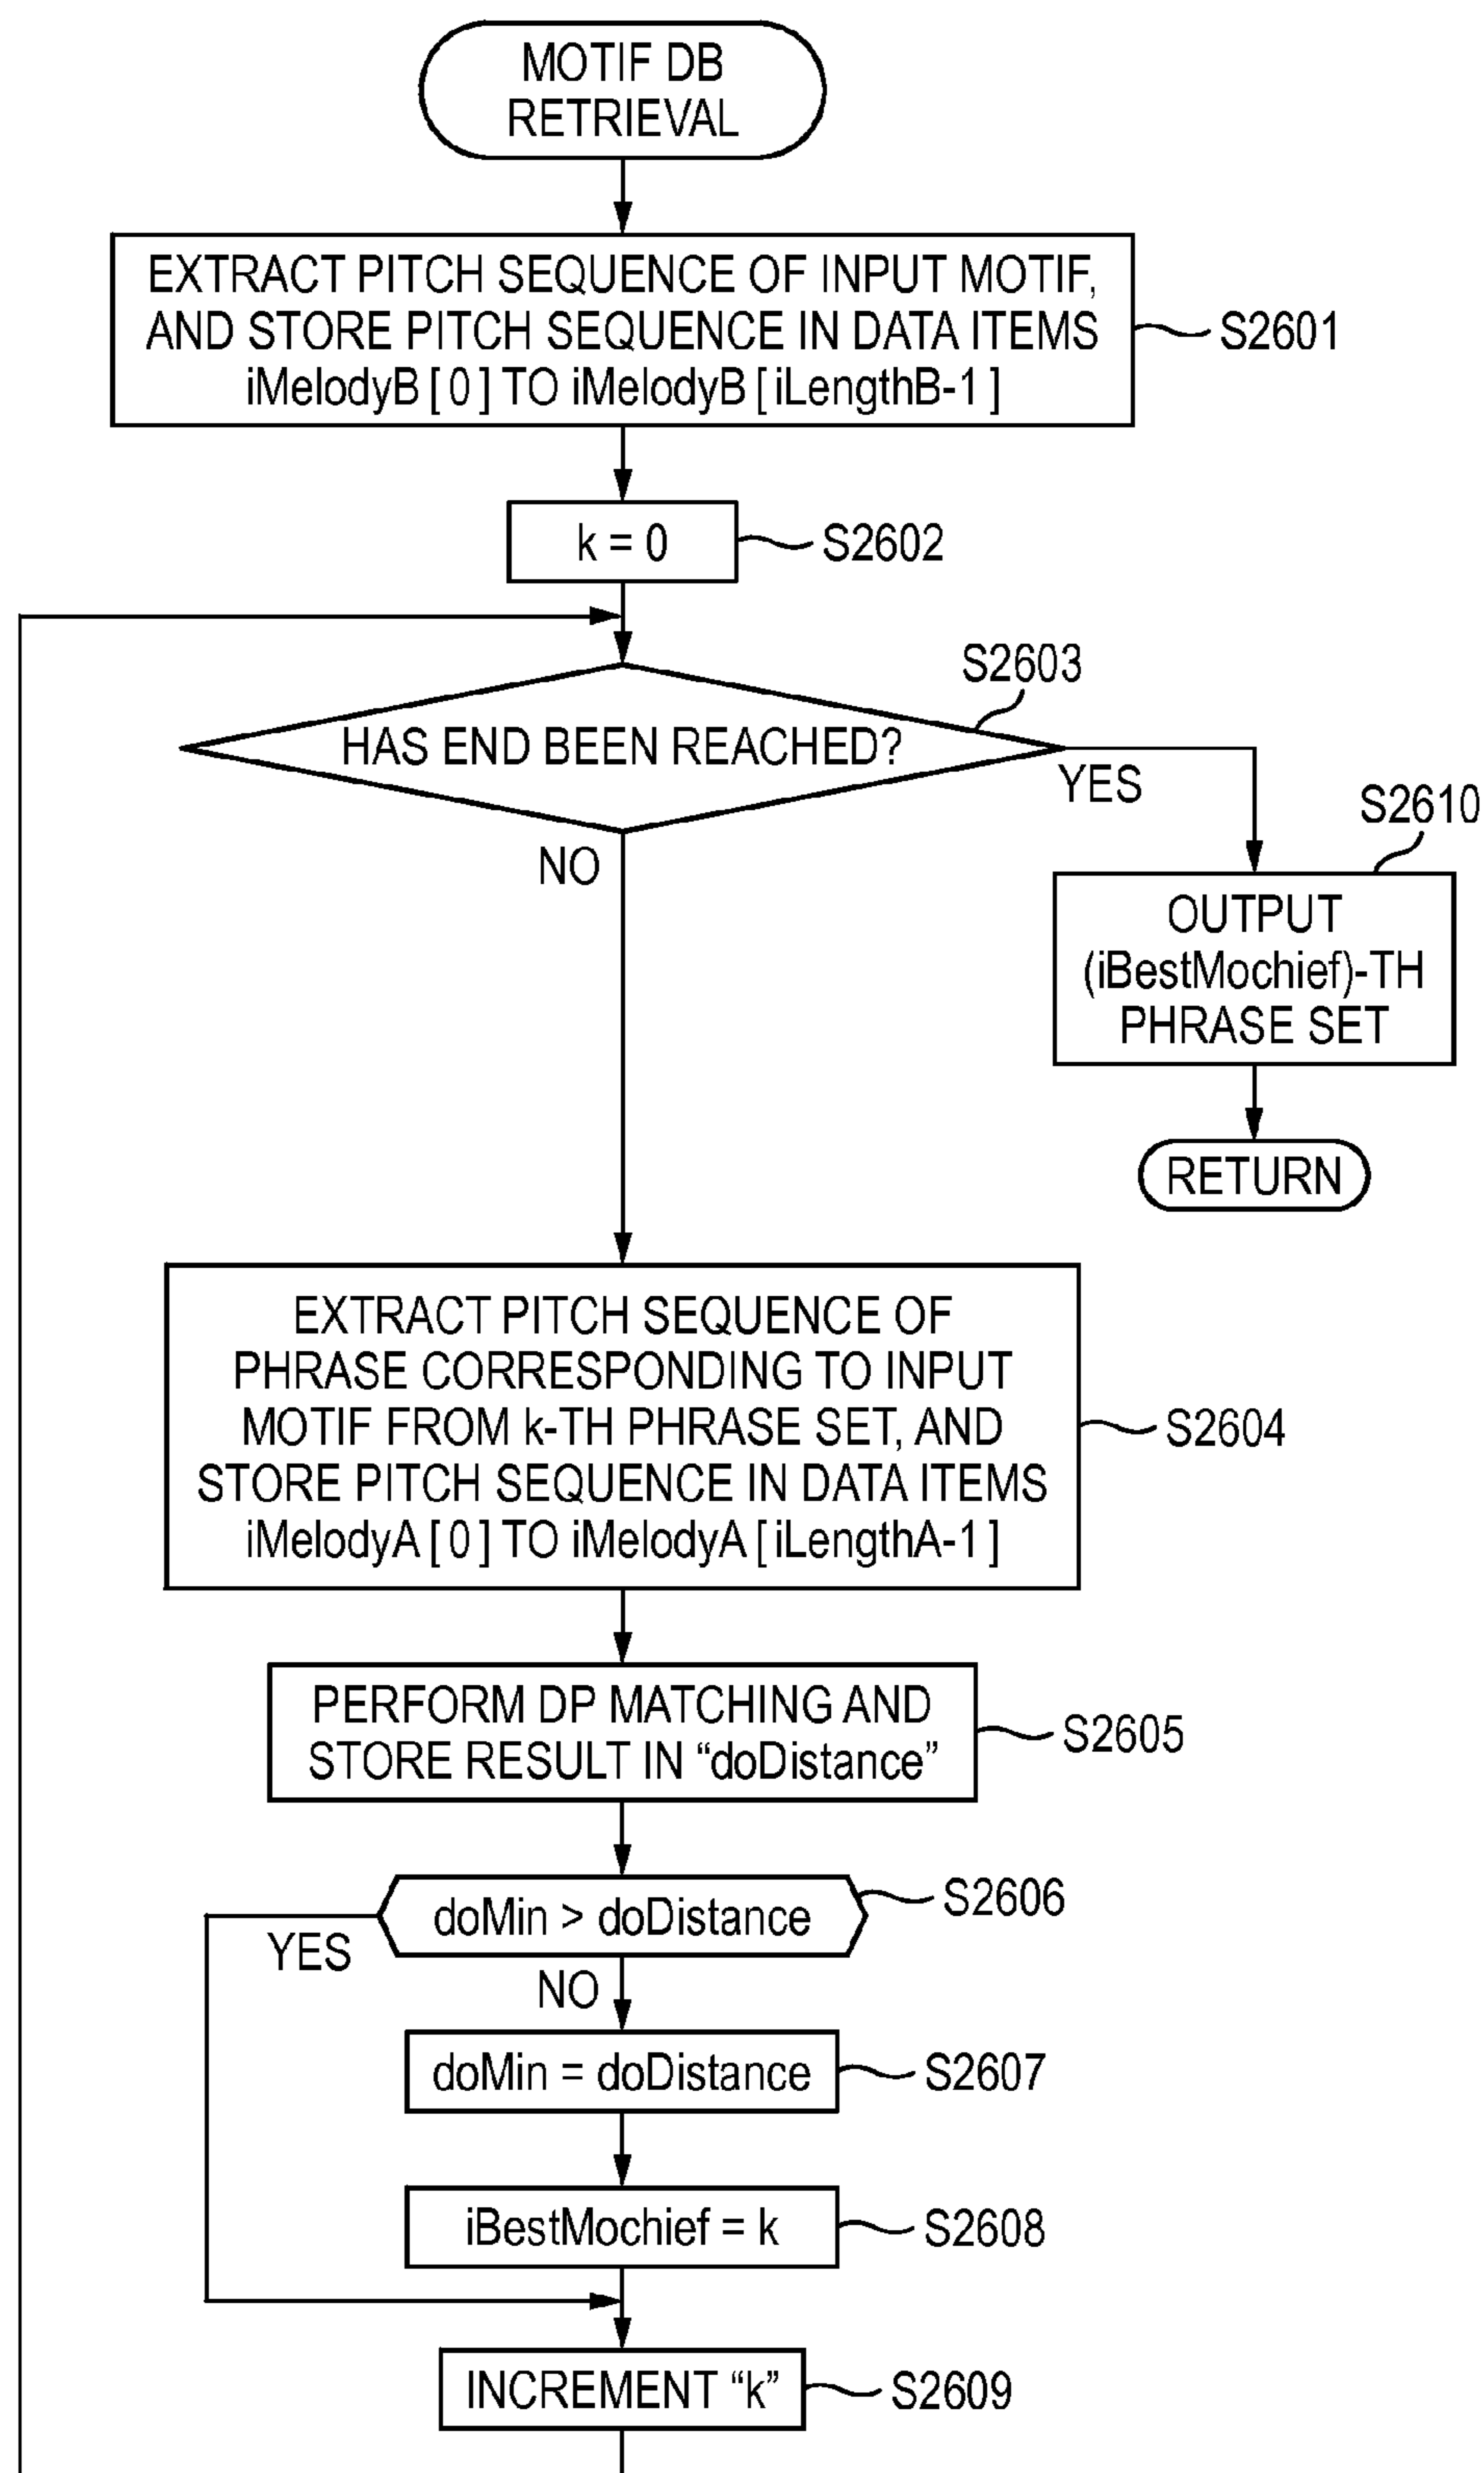 MOTIF DB
RETRIEVAL
EXTRACT PITCH SEQUENCE OF INPUT MOTIF,
AND STORE PITCH SEQUENCE IN DATA ITEMS
iMelodyB [ 0 ] TO iMelodyB [ iLengthB-1 ]
S2601
k = 0
S2602
S2603
HAS END BEEN REACHED?
YES
NO
S2610
OUTPUT
(iBestMochief)-TH
PHRASE SET
RETURN
EXTRACT PITCH SEQUENCE OF
PHRASE CORRESPONDING TO INPUT
MOTIF FROM k-TH PHRASE SET, AND
STORE PITCH SEQUENCE IN DATA ITEMS
iMelodyA [ 0 ] TO iMelodyA [ iLengthA-1 ]
S2604
PERFORM DP MATCHING AND
STORE RESULT IN “doDistance”
S2605
doMin > doDistance
S2606
YES
NO
doMin = doDistance
S2607
iBestMochief = k
S2608
INCREMENT “k”
S2609